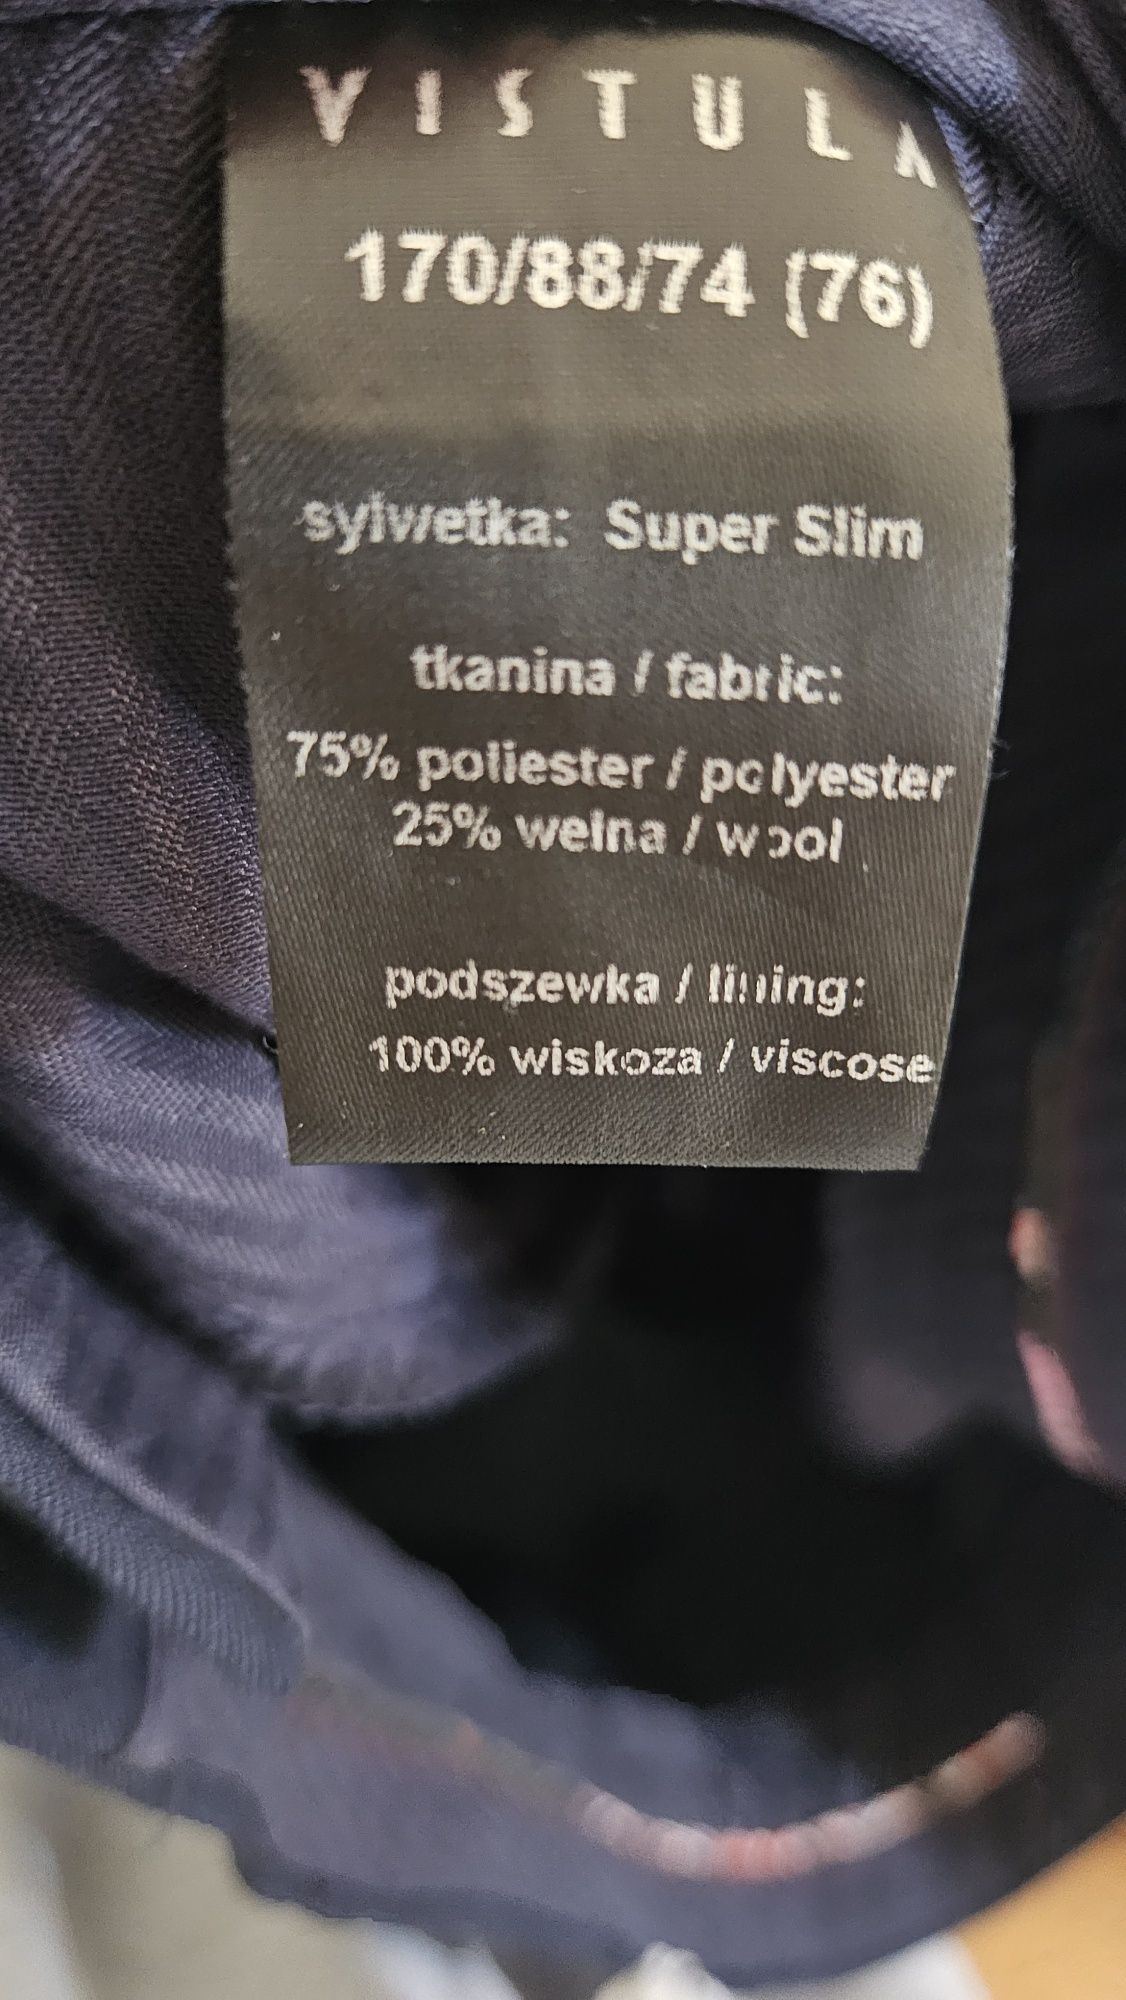 VISTULA
170/88/74 (76)
sylwetka: Super Slim
tkanina / fabric:
75% poliester / polyester
25% wełna / wool
podszewka / lining:
100% wiskoza / viscose